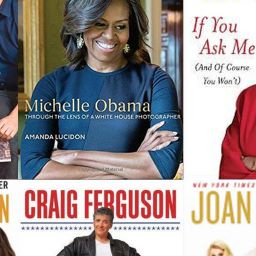 Michelle Obama
THROUGH THE LENS OF A WHITE HOUSE PHOTOGRAPHER
AMANDA LUCIDON
If You
Ask Me
(And Of Course
You Won't)
CRAIG FERGUSON
NEW YORK TIMES
JOAN